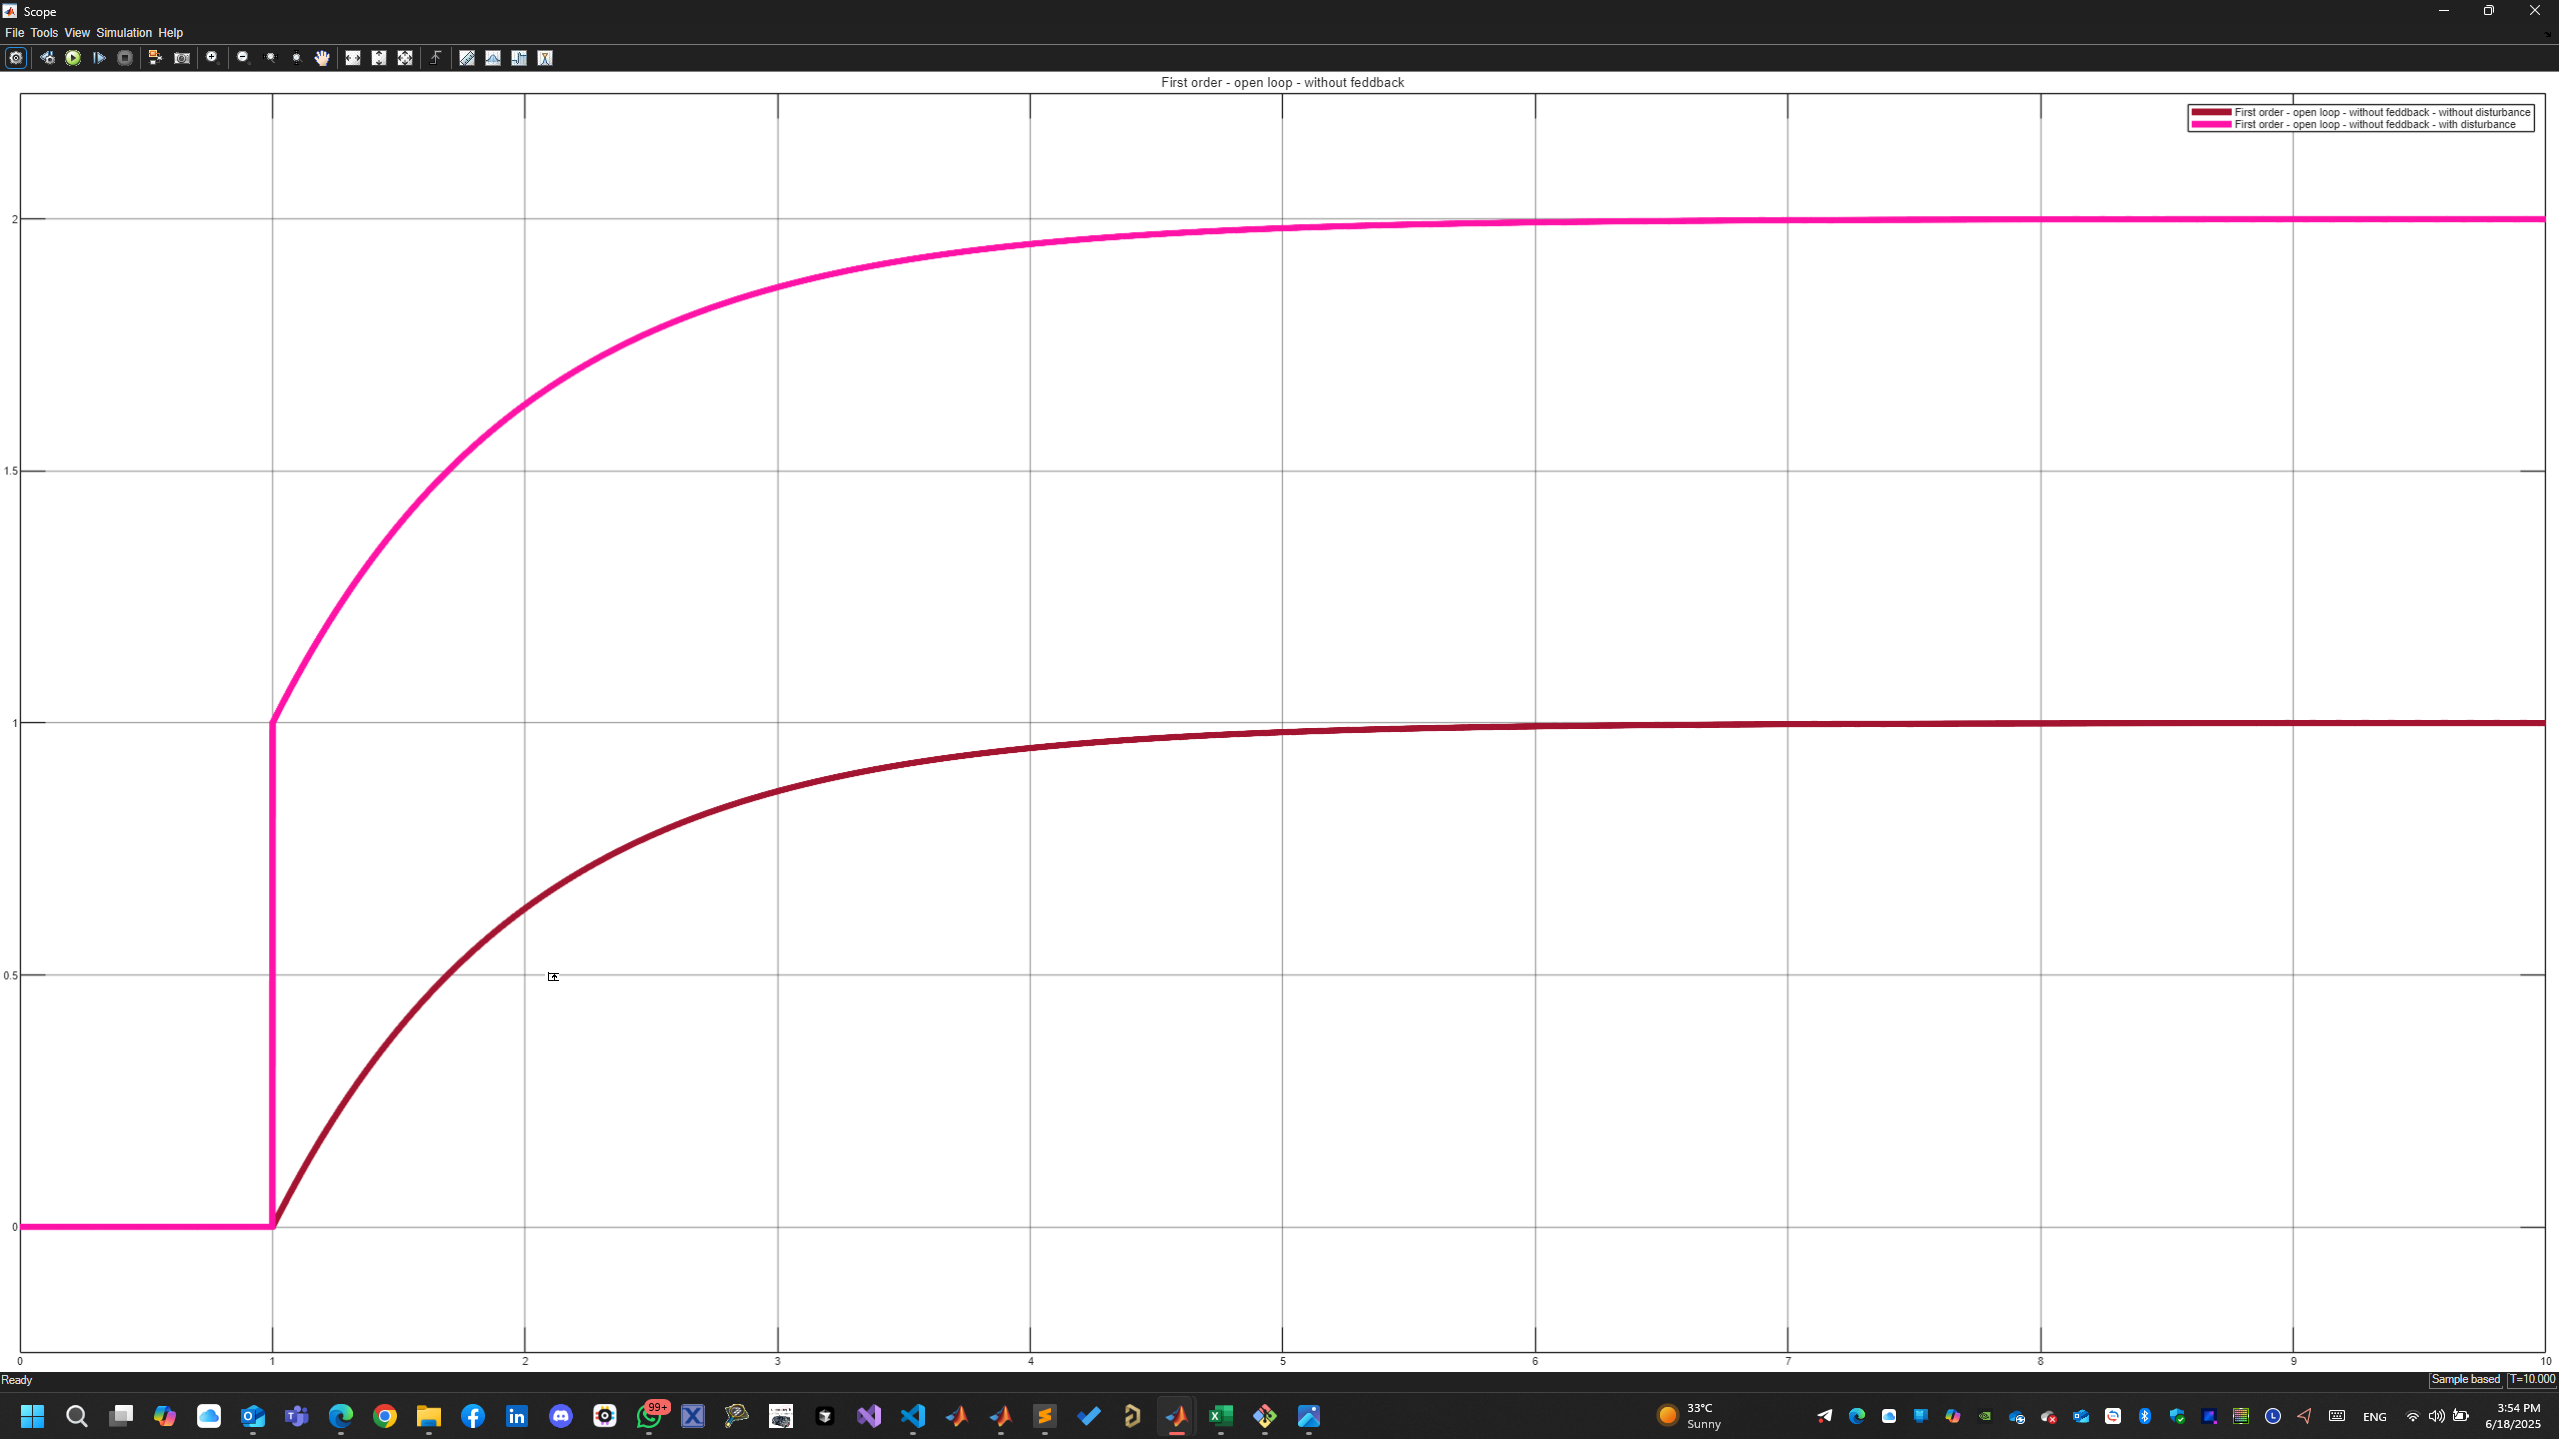 Scope
File Tools View Simulation Help
First order - open loop - without feddback
First order - open loop - without feddback - without disturbance
First order - open loop - without feddback - with disturbance
2
1.5
1
0.5
0
0 1 2 3 4 5 6 7 8 9 10
Ready
Sample based T=10.000
99+
33°C
Sunny
ENG
3:54 PM
6/18/2025